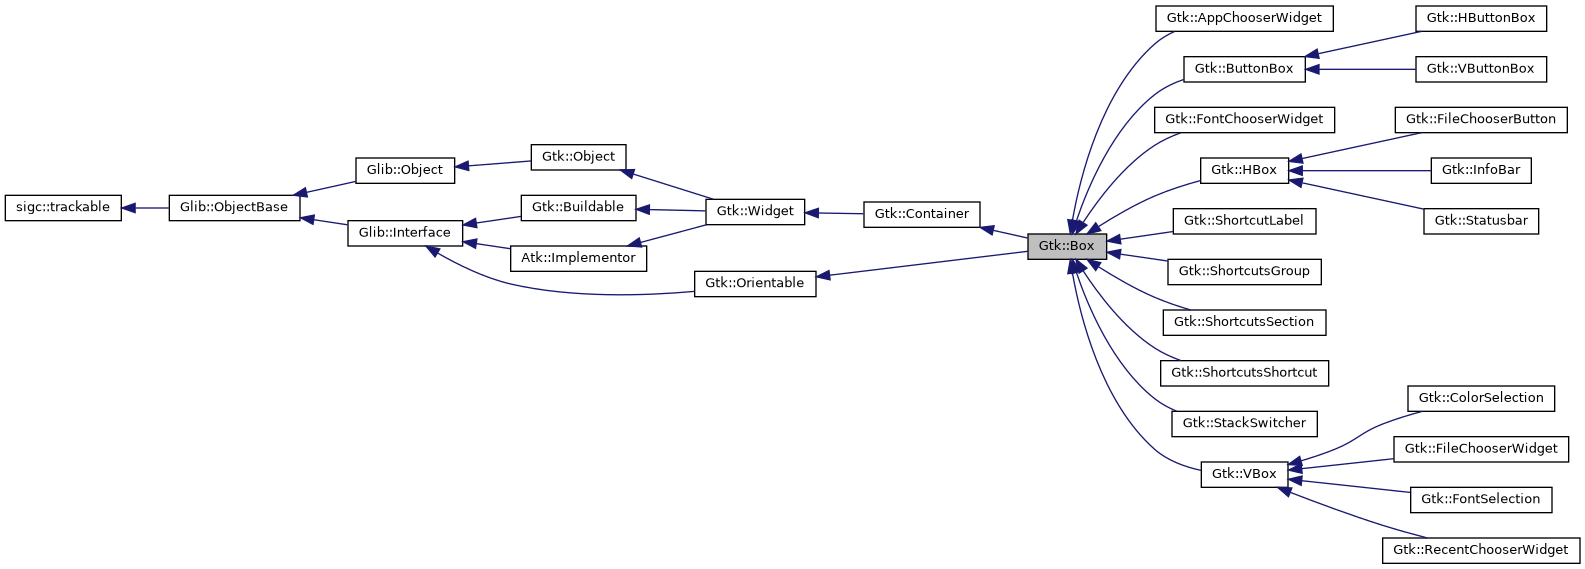 sigc::trackable
Glib::ObjectBase
Glib::Object
Glib::Interface
Gtk::Object
Gtk::Buildable
Atk::Implementor
Gtk::Widget
Gtk::Orientable
Gtk::Container
Gtk::Box
Gtk::AppChooserWidget
Gtk::ButtonBox
Gtk::FontChooserWidget
Gtk::HBox
Gtk::ShortcutLabel
Gtk::ShortcutsGroup
Gtk::ShortcutsSection
Gtk::ShortcutsShortcut
Gtk::StackSwitcher
Gtk::VBox
Gtk::HButtonBox
Gtk::VButtonBox
Gtk::FileChooserButton
Gtk::InfoBar
Gtk::Statusbar
Gtk::ColorSelection
Gtk::FileChooserWidget
Gtk::FontSelection
Gtk::RecentChooserWidget